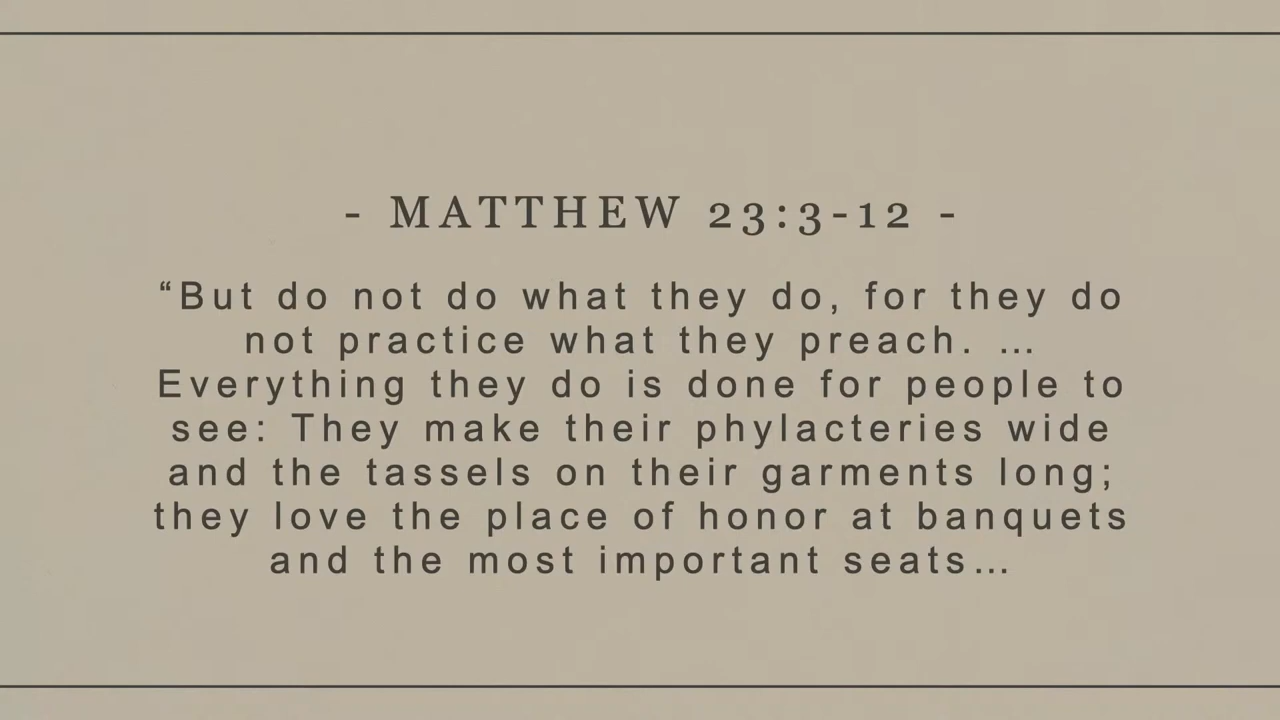 - MATTHEW 23:3-12 -
“But do not do what they do, for they do
not practice what they preach. ...
Everything they do is done for people to
see: They make their phylacteries wide
and the tassels on their garments long;
they love the place of honor at banquets
and the most important seats...